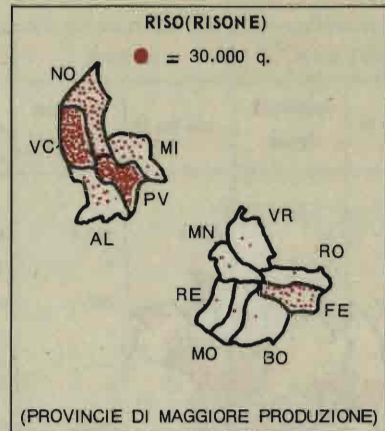 RISO(RISONE)
= 30.000 q.
NO
VC
MI
PV
AL
VR
MN
RO
RE
FE
MO
BO
(PROVINCIE DI MAGGIORE PRODUZIONE)